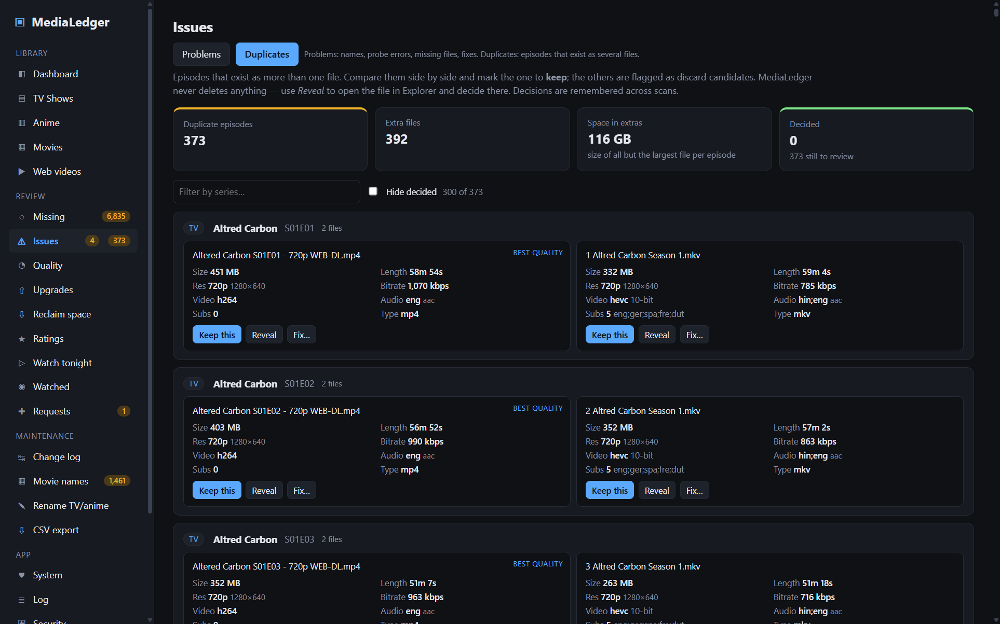 MediaLedger
LIBRARY
Dashboard
TV Shows
Anime
Movies
Web videos
REVIEW
Missing 6,835
Issues 4 373
Quality
Upgrades
Reclaim space
Ratings
Watch tonight
Watched
Requests 1
MAINTENANCE
Change log
Movie names 1,461
Rename TV/anime
CSV export
APP
System
Log
Security
Issues
Problems Duplicates Problems: names, probe errors, missing files, fixes. Duplicates: episodes that exist as several files.
Episodes that exist as more than one file. Compare them side by side and mark the one to keep; the others are flagged as discard candidates. MediaLedger
never deletes anything — use Reveal to open the file in Explorer and decide there. Decisions are remembered across scans.
Duplicate episodes
373
Extra files
392
Space in extras
116 GB
size of all but the largest file per episode
Decided
0
373 still to review
Filter by series... Hide decided 300 of 373
TV Altred Carbon S01E01 2 files
Altered Carbon S01E01 - 720p WEB-DL.mp4 BEST QUALITY
Size 451 MB Length 58m 54s
Res 720p 1280×640 Bitrate 1,070 kbps
Video h264 Audio eng aac
Subs 0 Type mp4
Keep this Reveal Fix...
1 Altred Carbon Season 1.mkv
Size 332 MB Length 59m 4s
Res 720p 1280×640 Bitrate 785 kbps
Video hevc 10-bit Audio hin;eng aac
Subs 5 eng;ger;spa;fre;dut Type mkv
Keep this Reveal Fix...
TV Altred Carbon S01E02 2 files
Altered Carbon S01E02 - 720p WEB-DL.mp4 BEST QUALITY
Size 403 MB Length 56m 52s
Res 720p 1280×640 Bitrate 990 kbps
Video h264 Audio eng aac
Subs 0 Type mp4
Keep this Reveal Fix...
2 Altred Carbon Season 1.mkv
Size 352 MB Length 57m 2s
Res 720p 1280×640 Bitrate 863 kbps
Video hevc 10-bit Audio hin;eng aac
Subs 5 eng;ger;spa;fre;dut Type mkv
Keep this Reveal Fix...
TV Altred Carbon S01E03 2 files
Altered Carbon S01E03 - 720p WEB-DL.mp4 BEST QUALITY
Size 352 MB Length 51m 7s
Res 720p 1280×640 Bitrate 963 kbps
Video h264 Audio eng aac
Subs 0 Type mp4
3 Altred Carbon Season 1.mkv
Size 263 MB Length 51m 18s
Res 720p 1280×640 Bitrate 716 kbps
Video hevc 10-bit Audio hin;eng aac
Subs 5 eng;ger;spa;fre;dut Type mkv